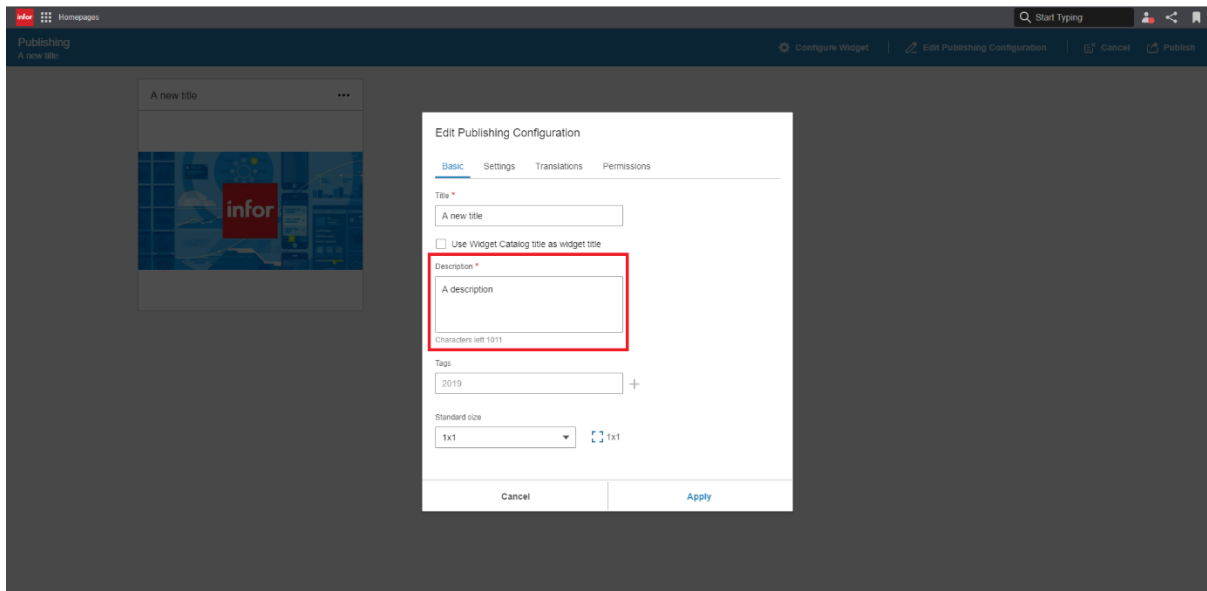 infor Homepages Start Typing
Publishing
A new title
Configure Widget Edit Publishing Configuration Cancel Publish
A new title
infor
Edit Publishing Configuration
Basic Settings Translations Permissions
Title *
A new title
Use Widget Catalog title as widget title
Description *
A description
Characters left 1011
Tags
2019
Standard size
1x1 1x1
Cancel Apply